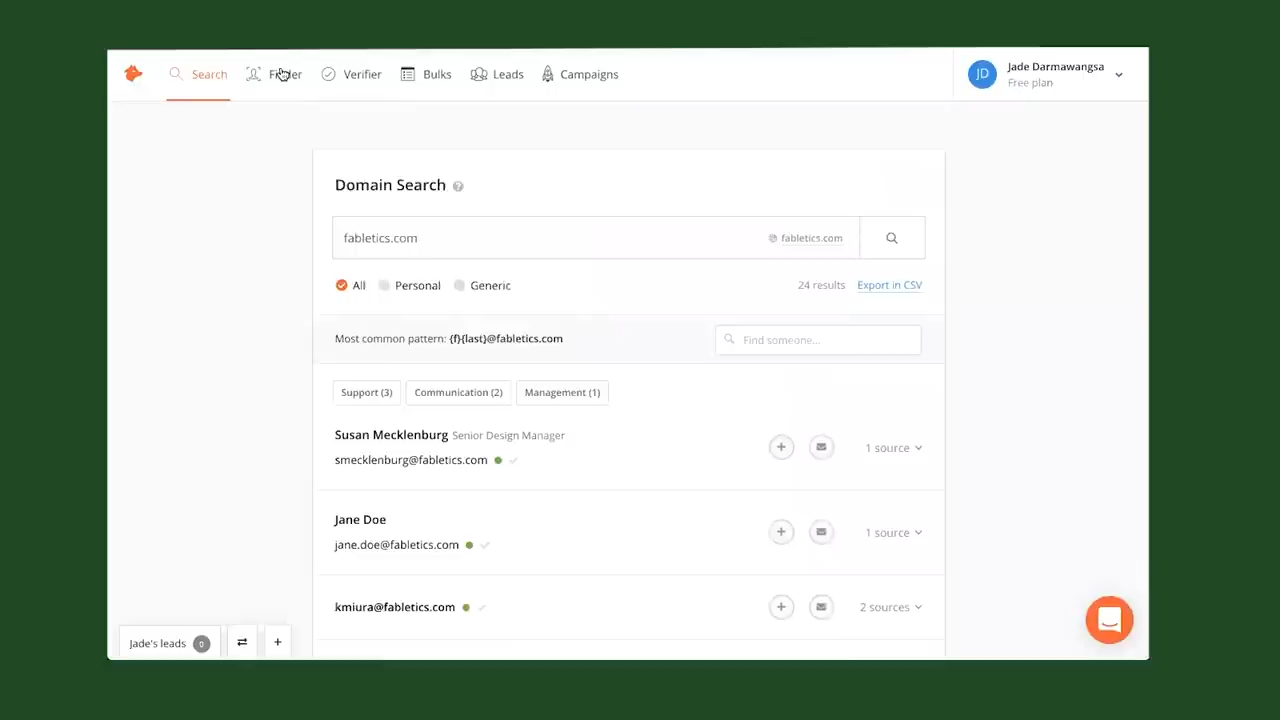 Search Finder Verifier Bulks Leads Campaigns
JD Jade Darmawangsa
Free plan
Domain Search ?
fabletics.com fabletics.com
All Personal Generic 24 results Export in CSV
Most common pattern: {f}{last}@fabletics.com Find someone...
Support (3) Communication (2) Management (1)
Susan Mecklenburg Senior Design Manager
smecklenburg@fabletics.com 1 source
Jane Doe
jane.doe@fabletics.com 1 source
kmiura@fabletics.com 2 sources
Jade's leads 0